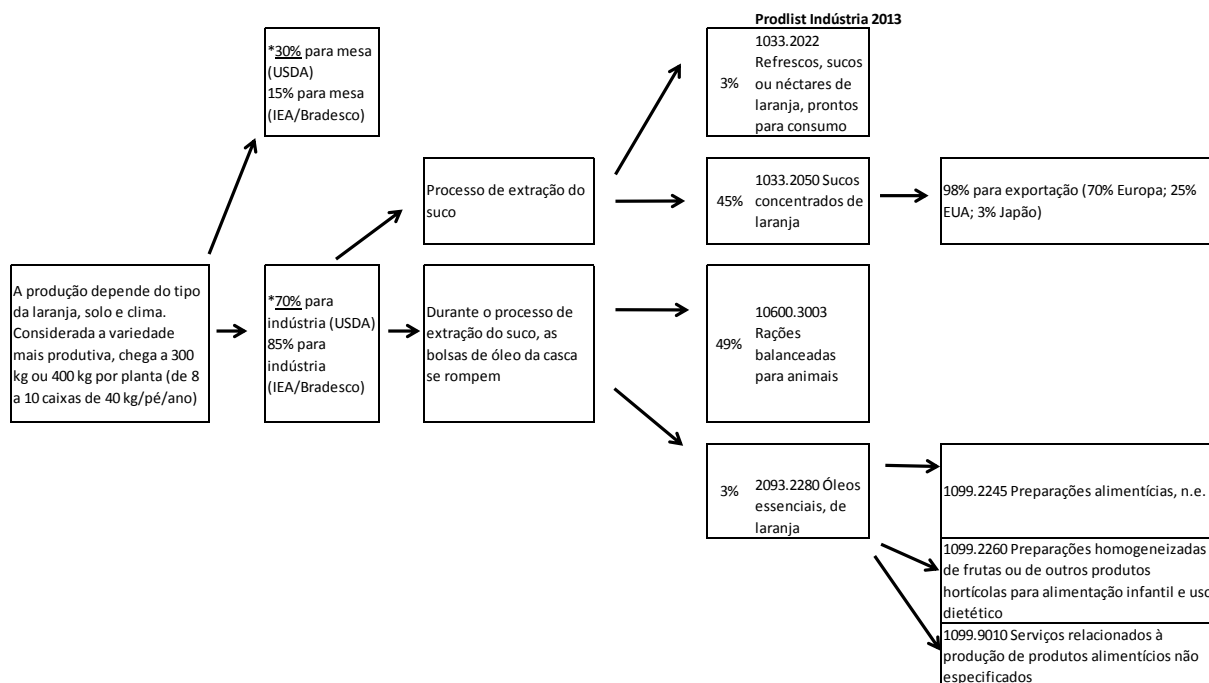 Prodlist Indústria 2013
*30% para mesa
(USDA)
15% para mesa
(IEA/Bradesco)
3%
1033.2022
Refrescos, sucos
ou néctares de
laranja, prontos
para consumo
Processo de extração do
suco
45%
1033.2050 Sucos
concentrados de
laranja
98% para exportação (70% Europa; 25%
EUA; 3% Japão)
A produção depende do tipo
da laranja, solo e clima.
Considerada a variedade
mais produtiva, chega a 300
kg ou 400 kg por planta (de 8
a 10 caixas de 40 kg/pé/ano)
*70% para
indústria (USDA)
85% para
indústria
(IEA/Bradesco)
Durante o processo de
extração do suco, as
bolsas de óleo da casca
se rompem
49%
10600.3003
Rações
balanceadas
para animais
3%
2093.2280 Óleos
essenciais, de
laranja
1099.2245 Preparações alimentícias, n.e.
1099.2260 Preparações homogeneizadas
de frutas ou de outros produtos
hortícolas para alimentação infantil e uso
dietético
1099.9010 Serviços relacionados à
produção de produtos alimentícios não
especificados